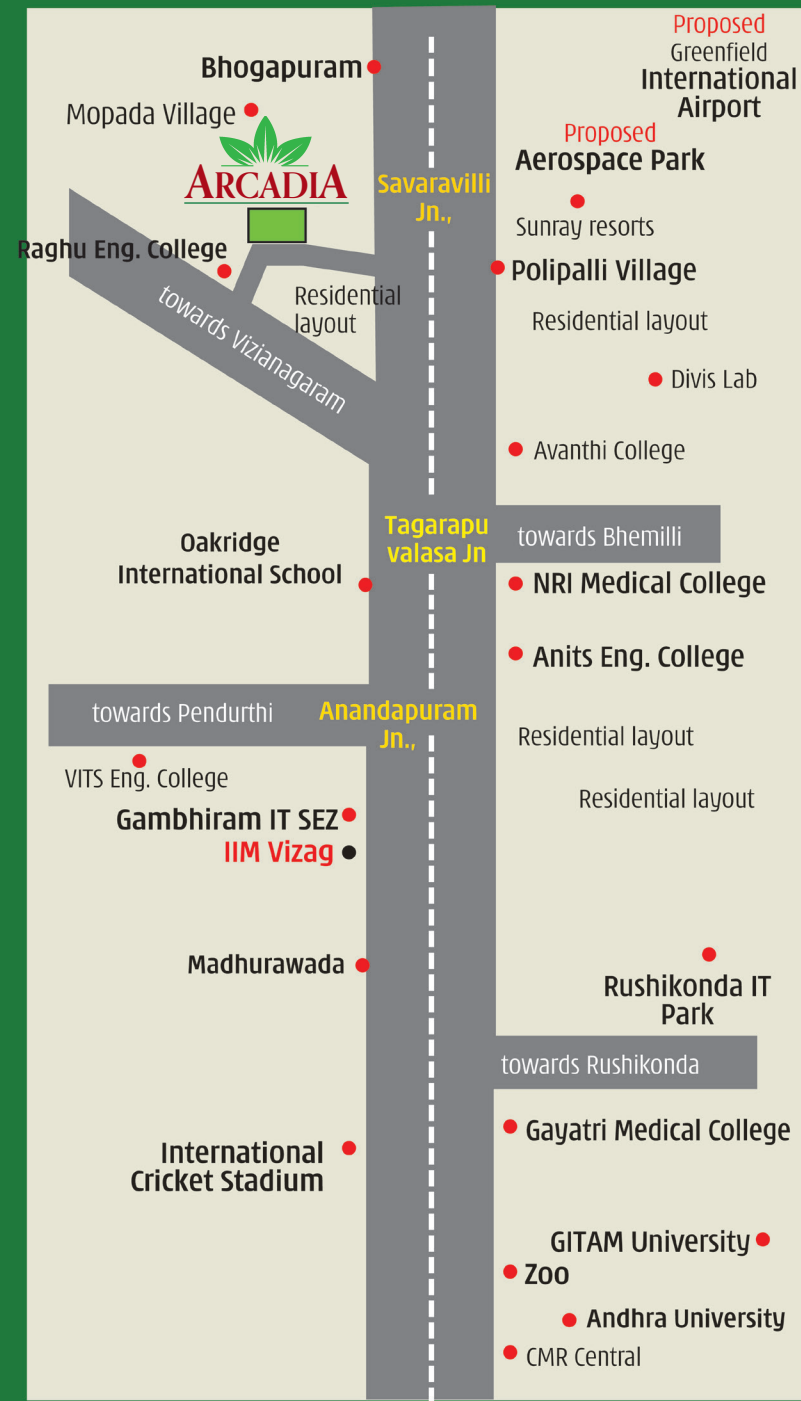 Proposed
Greenfield
International
Airport
Bhogapuram
Mopada Village
Proposed
Aerospace Park
ARCADIA
Savaravilli
Jn.,
Sunray resorts
Raghu Eng. College
Polipalli Village
Residential
layout
towards Vizianagaram
Residential layout
Divis Lab
Avanthi College
Tagarapu
valasa Jn
towards Bhemilli
Oakridge
International School
NRI Medical College
Anits Eng. College
towards Pendurthi
Anandapuram
Jn.,
Residential layout
VITS Eng. College
Residential layout
Gambhiram IT SEZ
IIM Vizag
Madhurawada
Rushikonda IT
Park
towards Rushikonda
Gayatri Medical College
International
Cricket Stadium
GITAM University
Zoo
Andhra University
CMR Central